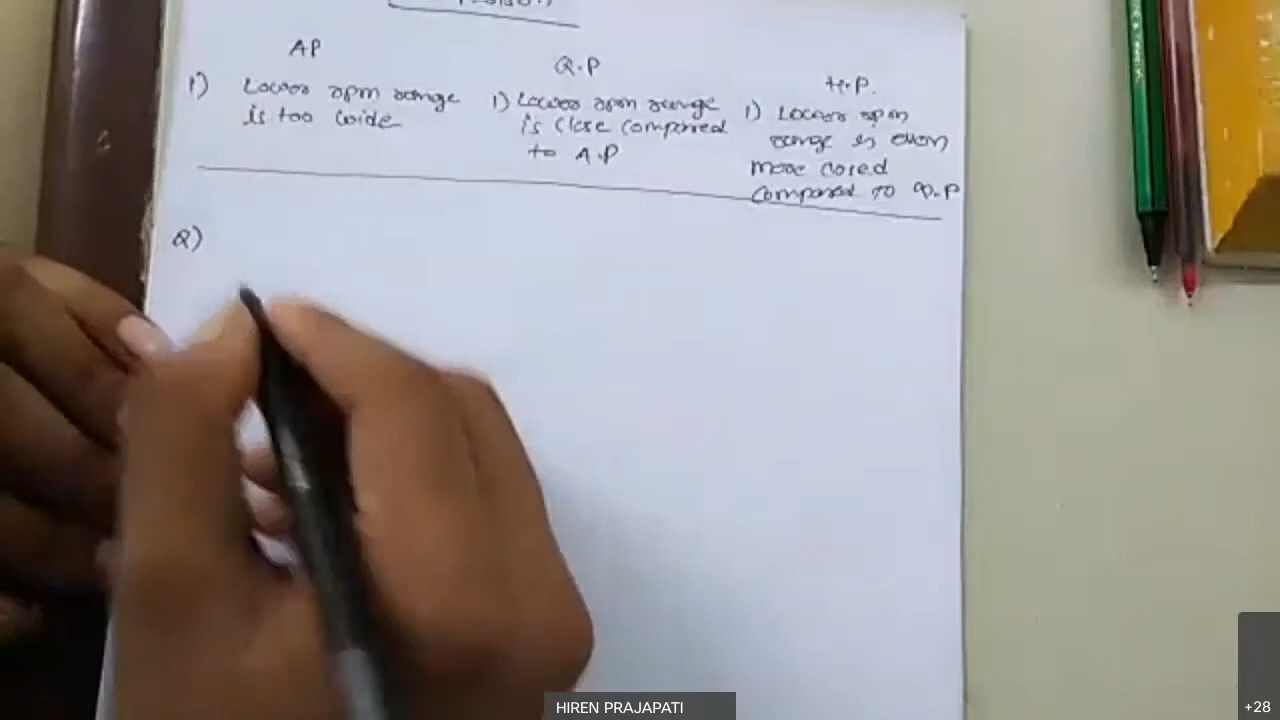 AP
1) Lower rpm range
is too wide
Q.P
1) Lower rpm range
is close compared
to A.P
H.P.
1) Lower rpm
range is even
more
compared to Q.P
2)
HIREN PRAJAPATI
+28